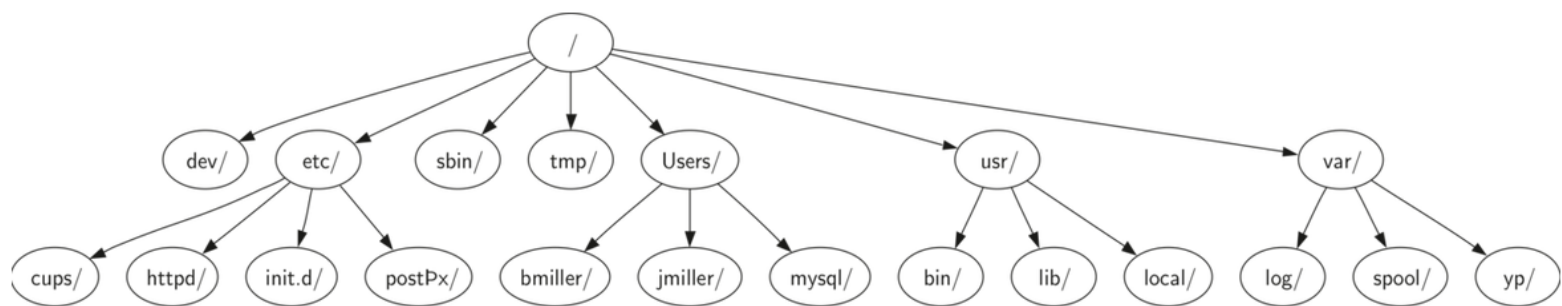 /
dev/ etc/ sbin/ tmp/ Users/ usr/ var/
cups/ httpd/ init.d/ postÞx/ bmiller/ jmiller/ mysql/ bin/ lib/ local/ log/ spool/ yp/